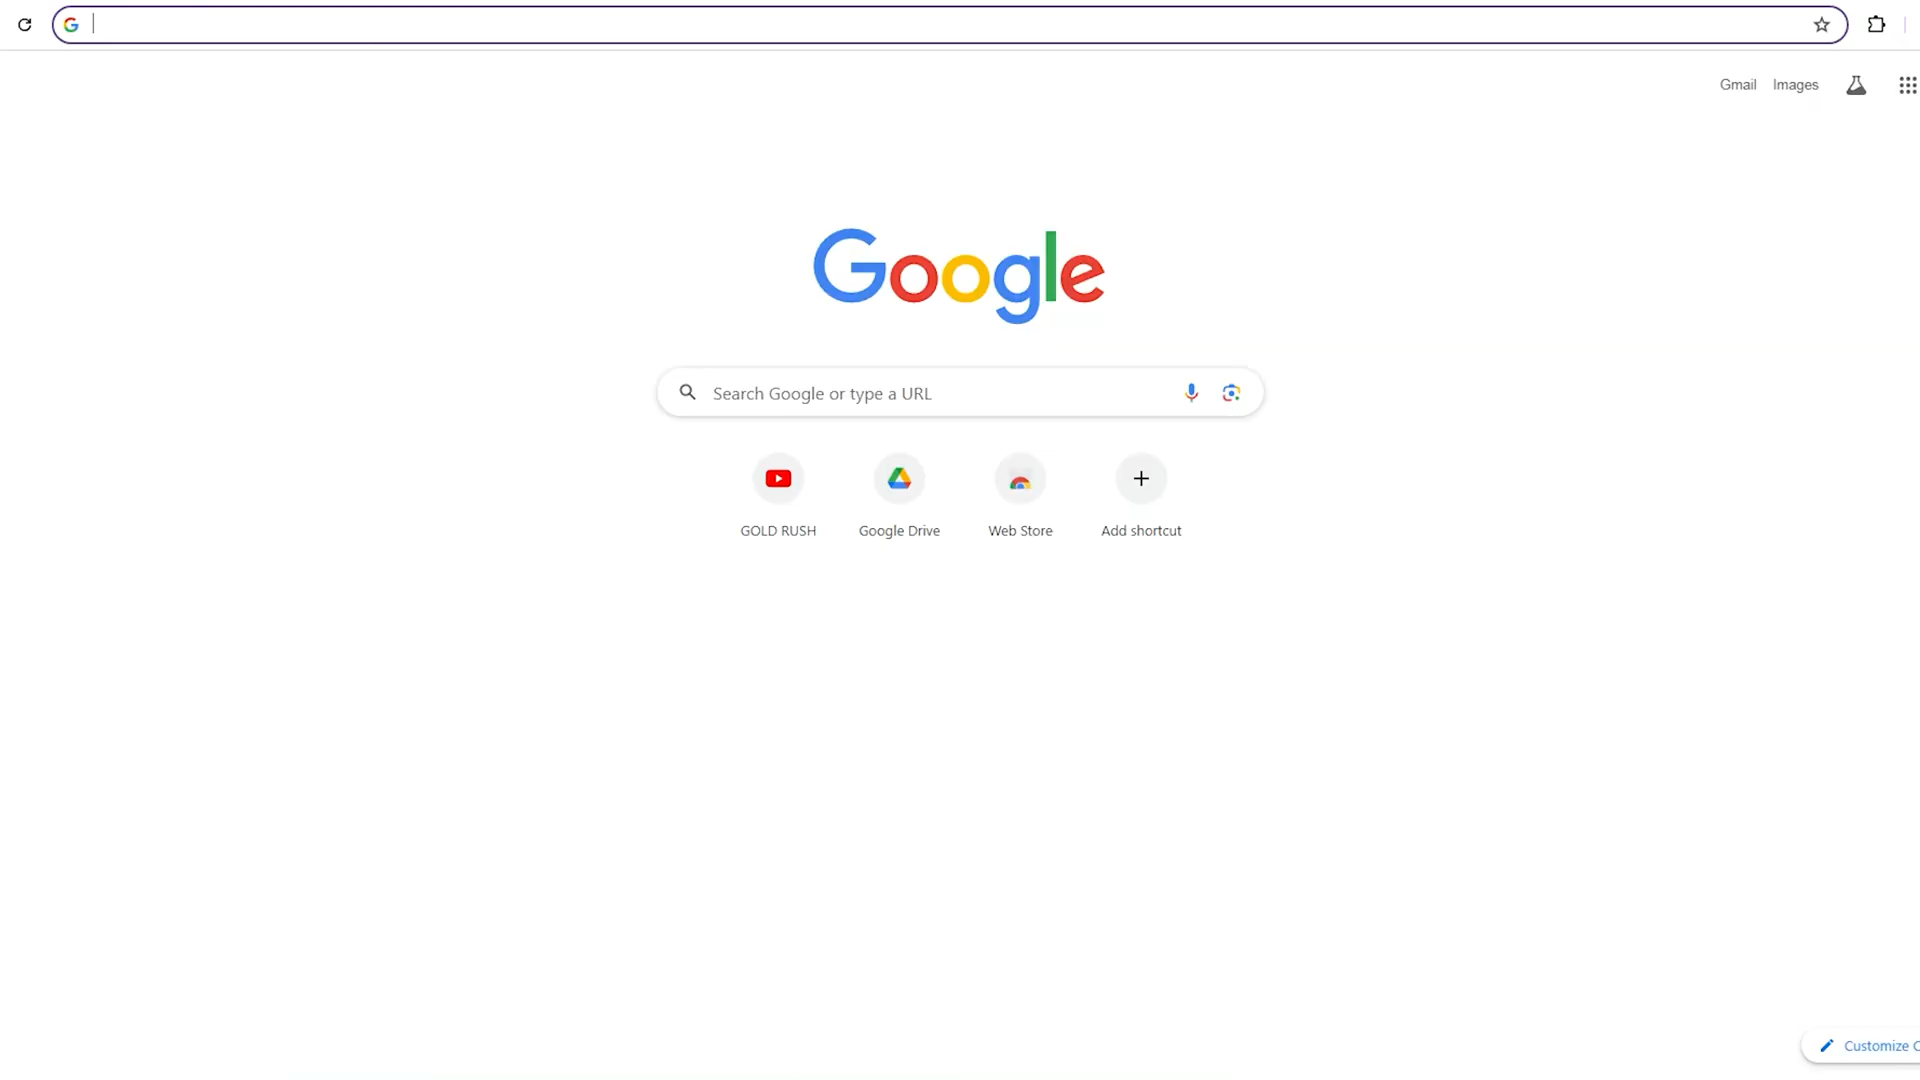 Gmail Images
Google
Search Google or type a URL
GOLD RUSH Google Drive Web Store Add shortcut
Customize C